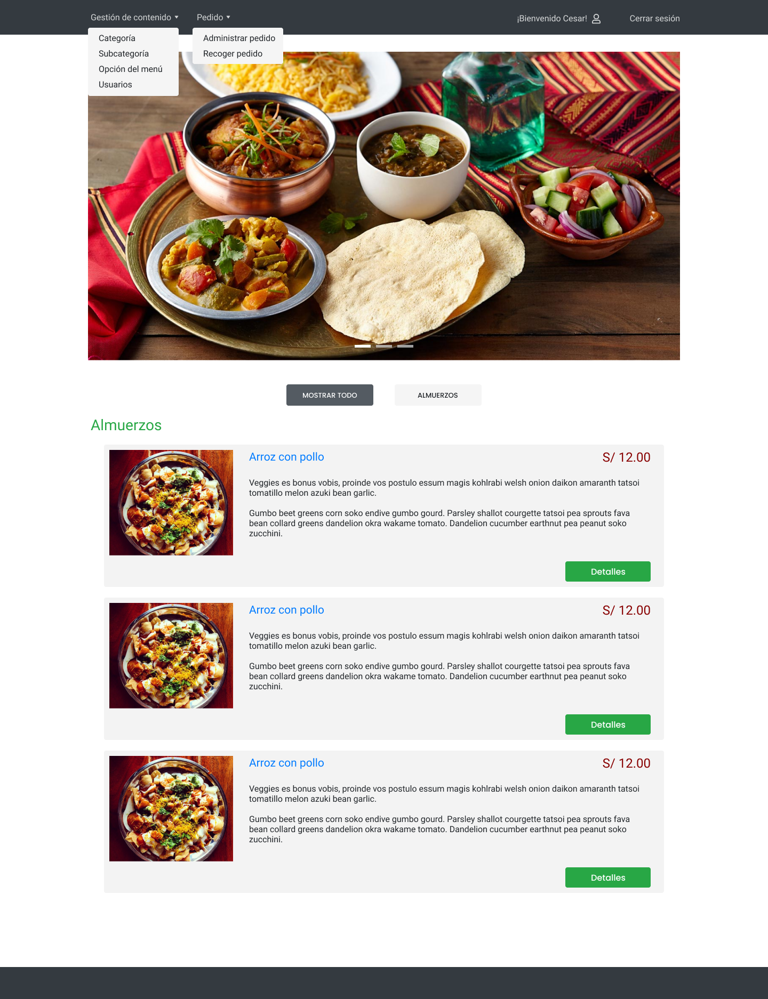 Gestión de contenido
Pedido
¡Bienvenido Cesar!
Cerrar sesión
Categoría
Subcategoría
Opción del menú
Usuarios
Administrar pedido
Recoger pedido
MOSTRAR TODO
ALMUERZOS
Almuerzos
Arroz con pollo
S/ 12.00
Veggies es bonus vobis, proinde vos postulo essum magis kohlrabi welsh onion daikon amaranth tatsoi
tomatillo melon azuki bean garlic.
Gumbo beet greens corn soko endive gumbo gourd. Parsley shallot courgette tatsoi pea sprouts fava
bean collard greens dandelion okra wakame tomato. Dandelion cucumber earthnut pea peanut soko
zucchini.
Detalles
Arroz con pollo
S/ 12.00
Veggies es bonus vobis, proinde vos postulo essum magis kohlrabi welsh onion daikon amaranth tatsoi
tomatillo melon azuki bean garlic.
Gumbo beet greens corn soko endive gumbo gourd. Parsley shallot courgette tatsoi pea sprouts fava
bean collard greens dandelion okra wakame tomato. Dandelion cucumber earthnut pea peanut soko
zucchini.
Detalles
Arroz con pollo
S/ 12.00
Veggies es bonus vobis, proinde vos postulo essum magis kohlrabi welsh onion daikon amaranth tatsoi
tomatillo melon azuki bean garlic.
Gumbo beet greens corn soko endive gumbo gourd. Parsley shallot courgette tatsoi pea sprouts fava
bean collard greens dandelion okra wakame tomato. Dandelion cucumber earthnut pea peanut soko
zucchini.
Detalles